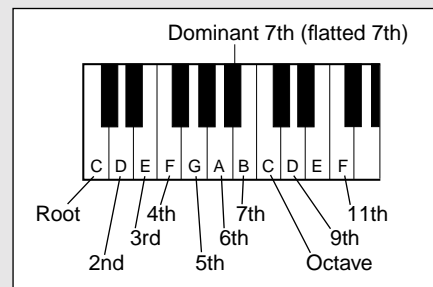 Dominant 7th (flatted 7th)
C D E F G A B C D E F
Root 4th 7th 11th
3rd 6th 9th
2nd 5th Octave